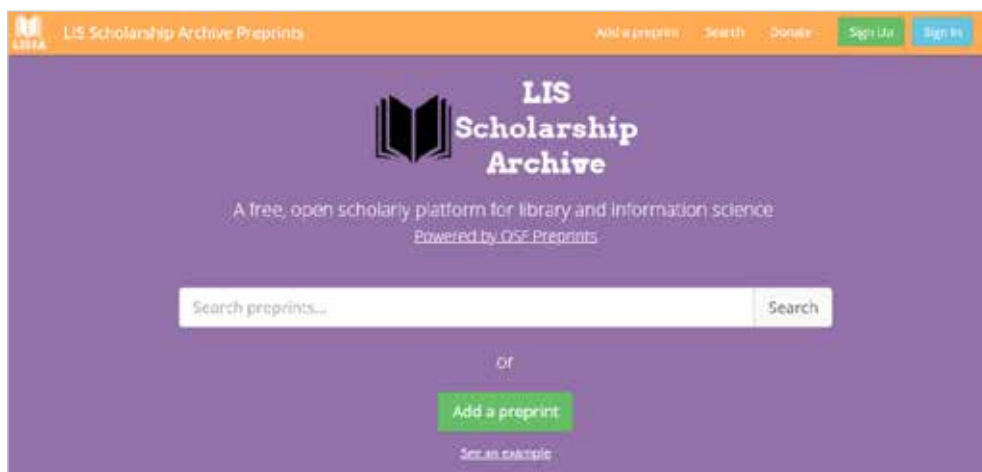 LISSA LIS Scholarship Archive Preprints Add a preprint Search Donate Sign Up Sign In
LIS
Scholarship
Archive
A free, open scholarly platform for library and information science
Powered by OSF Preprints
Search preprints... Search
or
Add a preprint
See an example